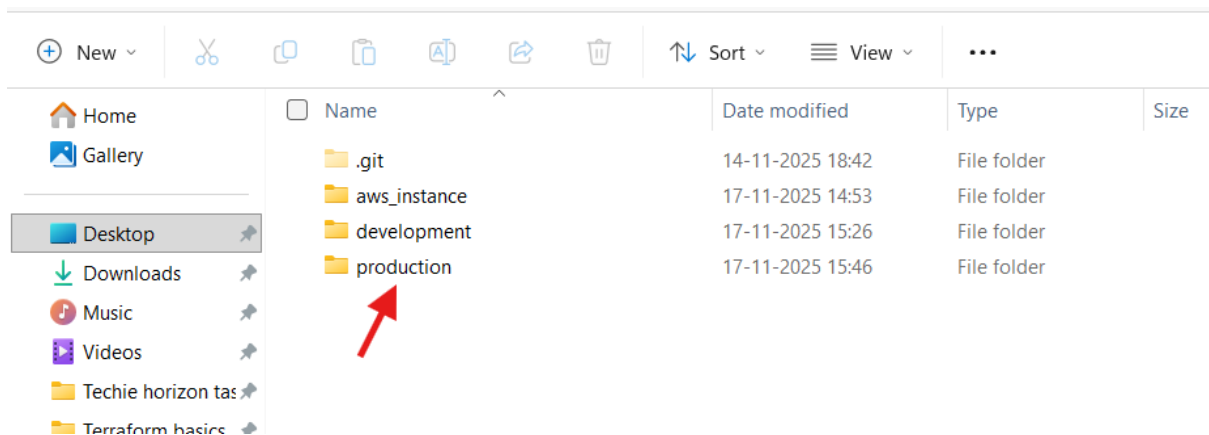 New Sort View
Name Date modified Type Size
Home
Gallery
Desktop
Downloads
Music
Videos
Techie horizon tas
Terraform basics
.git 14-11-2025 18:42 File folder
aws_instance 17-11-2025 14:53 File folder
development 17-11-2025 15:26 File folder
production 17-11-2025 15:46 File folder